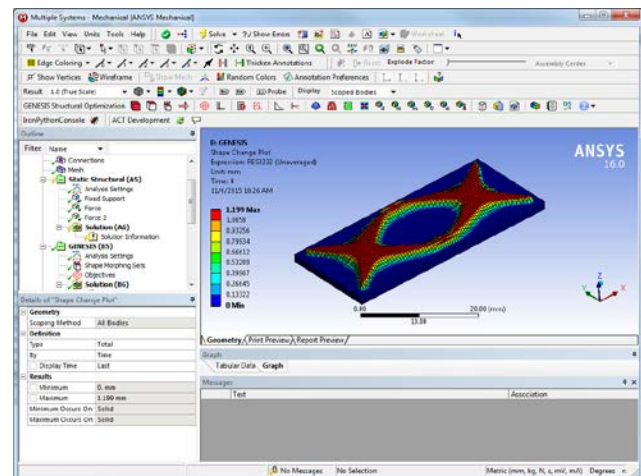 Multiple Systems - Mechanical [ANSYS Mechanical]
File Edit View Units Tools Help Solve ?/ Show Errors Worksheet
Edge Coloring Thicken Annotations Explode Factor Assembly Center
Show Vertices Wireframe Show Mesh Random Colors Annotation Preferences
Result 1.0 (True Scale) Probe Display Scoped Bodies
GENESIS Structural Optimization
IronPythonConsole ACT Development
Outline
Filter: Name
Connections
Mesh
Static Structural (A5)
Analysis Settings
Fixed Support
Force
Force 2
Solution (A6)
Solution Information
GENESIS (B5)
Analysis Settings
Shape Morphing Sets
Objectives
Solution (B6)
Details of "Shape Change Plot"
Geometry
Scoping Method All Bodies
Definition
Type Total
By Time
Display Time Last
Results
Minimum 0. mm
Maximum 1.199 mm
Minimum Occurs On Solid
Maximum Occurs On Solid
B: GENESIS
Shape Change Plot
Unit: mm
11/9/2015 10:26 AM
1.199 Max
0.93256
0.79934
0.66612
0.39967
0.26645
0.13322
0 Min
ANSYS
16.0
0.00 20.00 (mm)
10.00
X Y Z
Geometry Print Preview Report Preview
Graph
Tabular Data Graph
Messages
Text Association
No Messages No Selection Metric (mm, kg, N, s, mV, mA) Degrees